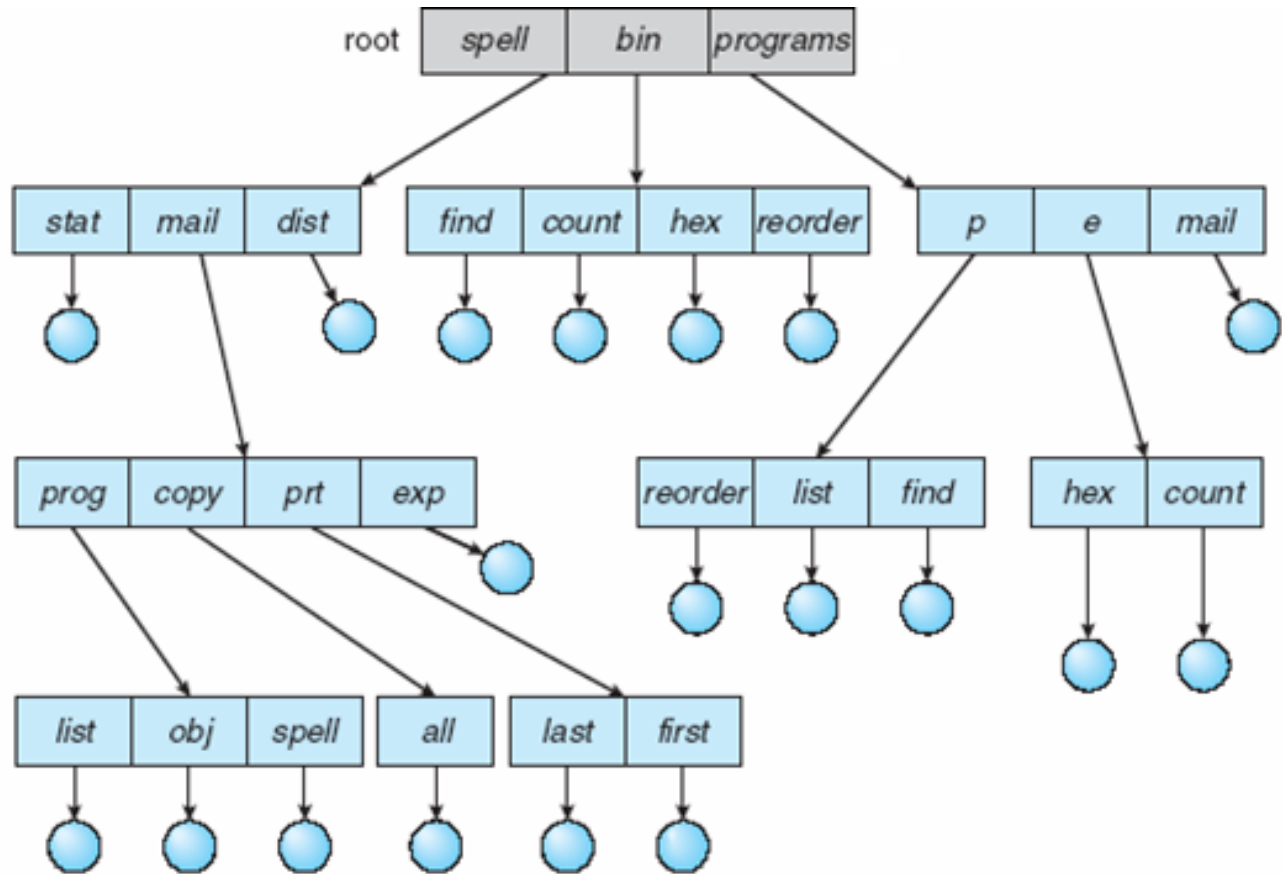 root spell bin programs
stat mail dist find count hex reorder p e mail
prog copy prt exp reorder list find hex count
list obj spell all last first